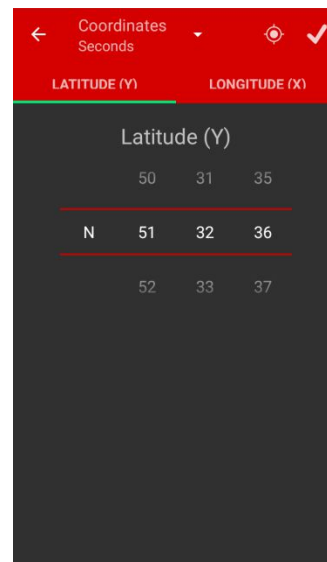 Coordinates
Seconds
LATITUDE (Y) LONGITUDE (X)
Latitude (Y)
50 31 35
N 51 32 36
52 33 37